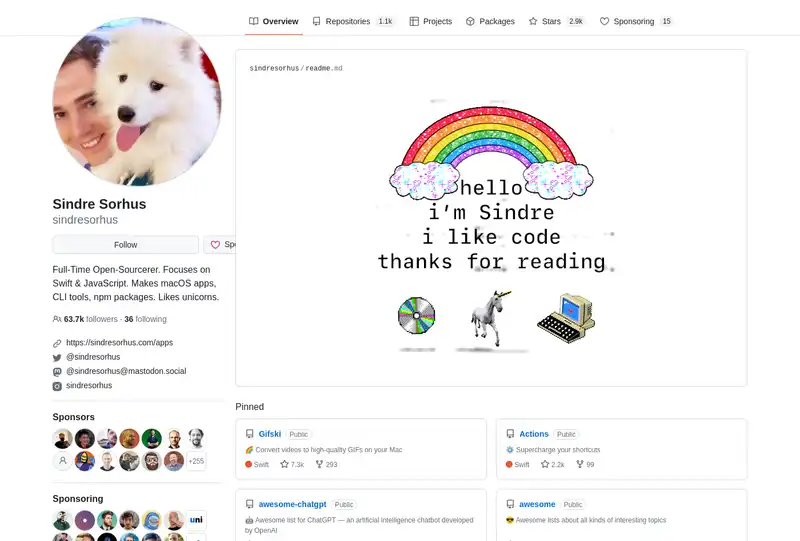 Overview
Repositories 1.1k
Projects
Packages
Stars 2.9k
Sponsoring 15
Sindre Sorhus
sindresorhus
Follow
Spo
Full-Time Open-Sourcerer. Focuses on
Swift & JavaScript. Makes macOS apps,
CLI tools, npm packages. Likes unicorns.
63.7k followers · 36 following
https://sindresorhus.com/apps
@sindresorhus
@sindresorhus@mastodon.social
sindresorhus
Sponsors
+255
Sponsoring
uni
sindresorhus/readme.md
hello
i'm Sindre
i like code
thanks for reading
Pinned
Gifski Public
🌈 Convert videos to high-quality GIFs on your Mac
Swift 7.3k 293
Actions Public
⚙️ Supercharge your shortcuts
Swift 2.2k 99
awesome-chatgpt Public
🤖 Awesome list for ChatGPT — an artificial intelligence chatbot developed
by OpenAI
awesome Public
😎 Awesome lists about all kinds of interesting topics